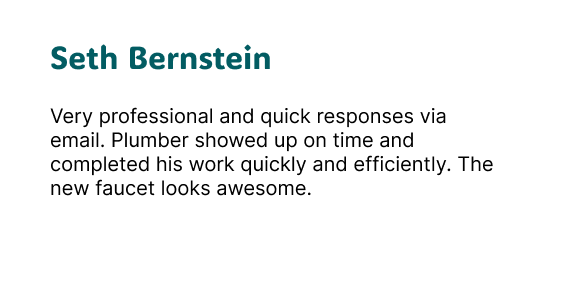 Seth Bernstein
Very professional and quick responses via
email. Plumber showed up on time and
completed his work quickly and efficiently. The
new faucet looks awesome.